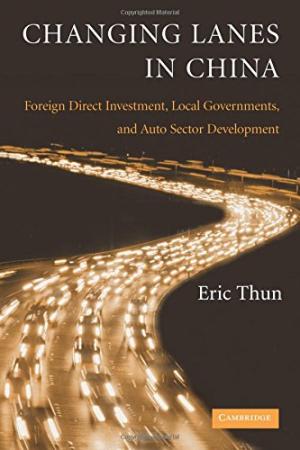 CHANGING LANES
IN CHINA
Foreign Direct Investment, Local Governments,
and Auto Sector Development
Eric Thun
CAMBRIDGE